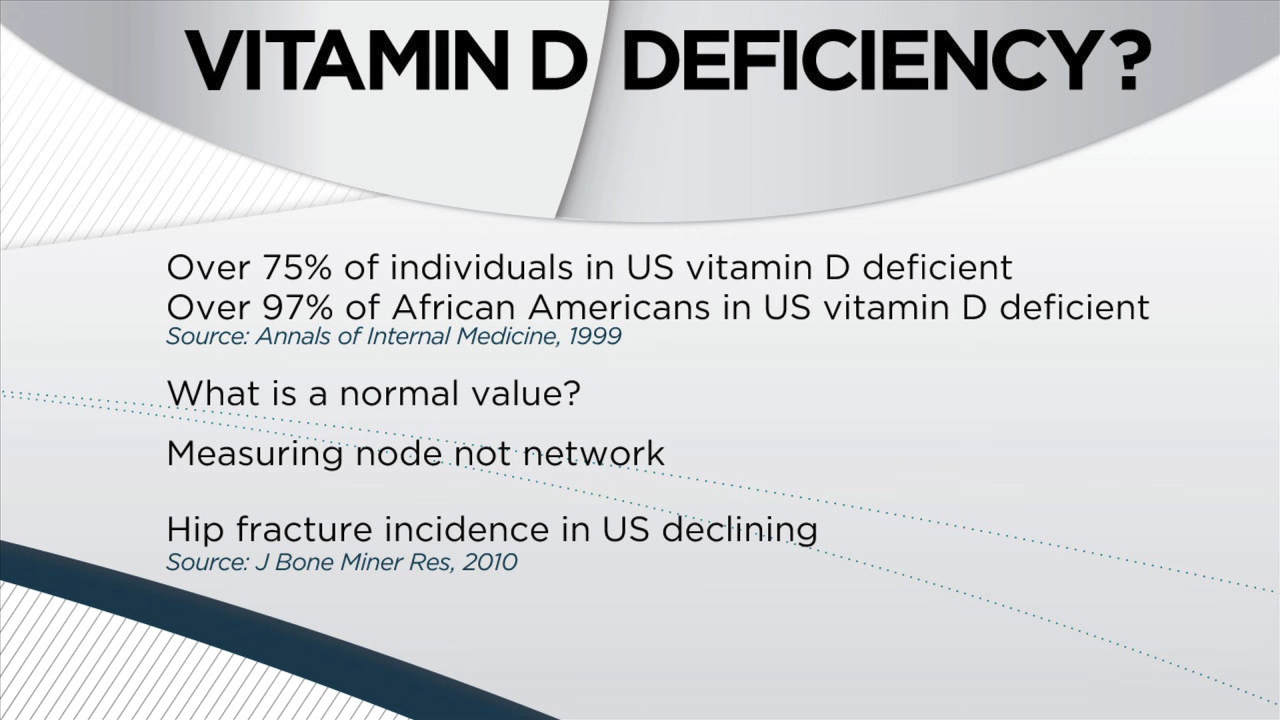 VITAMIN D DEFICIENCY?
Over 75% of individuals in US vitamin D deficient
Over 97% of African Americans in US vitamin D deficient
Source: Annals of Internal Medicine, 1999
What is a normal value?
Measuring node not network
Hip fracture incidence in US declining
Source: J Bone Miner Res, 2010